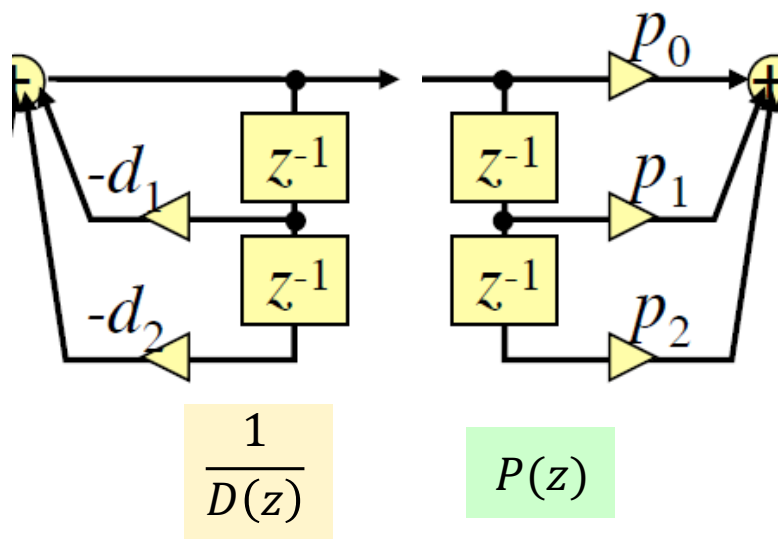 + p₀ +
z⁻¹ z⁻¹
-d₁ p₁
z⁻¹ z⁻¹
-d₂ p₂
1/D(z) P(z)